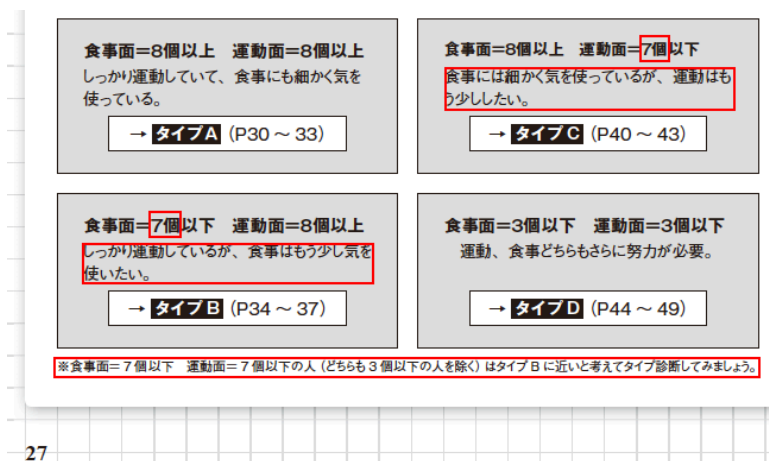 食事面=8個以上　運動面=8個以上
しっかり運動していて、食事にも細かく気を
使っている。
→ タイプA (P30～33)
食事面=8個以上　運動面=7個以下
食事には細かく気を使っているが、運動はも
う少ししたい。
→ タイプC (P40～43)
食事面=7個以下　運動面=8個以上
しっかり運動しているが、食事はもう少し気を
使いたい。
→ タイプB (P34～37)
食事面=3個以下　運動面=3個以下
運動、食事どちらもさらに努力が必要。
→ タイプD (P44～49)
※食事面=7個以下　運動面=7個以下の人(どちらも3個以下の人を除く)はタイプBに近いと考えてタイプ診断してみましょう。
27